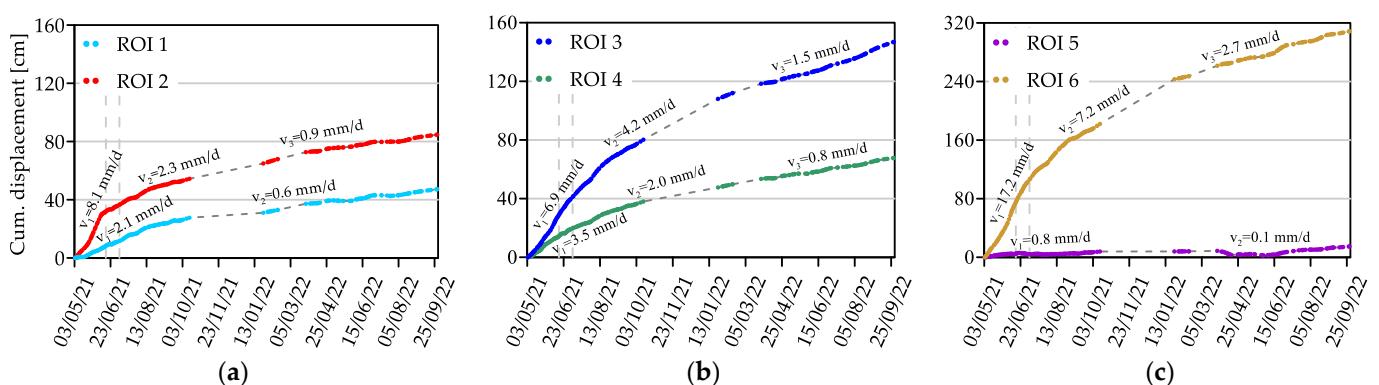 Cum. displacement [cm]
160
120
80
40
0
ROI 1
ROI 2
v₁=8.1 mm/d
v₂=2.3 mm/d
v₃=0.9 mm/d
v₁=2.1 mm/d
v₂=0.6 mm/d
03/05/21
23/06/21
13/08/21
03/10/21
23/11/21
13/01/22
05/03/22
25/04/22
15/06/22
05/08/22
25/09/22
(a)
160
120
80
40
0
ROI 3
ROI 4
v₁=6.9 mm/d
v₂=4.2 mm/d
v₃=1.5 mm/d
v₁=3.5 mm/d
v₂=2.0 mm/d
v₃=0.8 mm/d
03/05/21
23/06/21
13/08/21
03/10/21
23/11/21
13/01/22
05/03/22
25/04/22
15/06/22
05/08/22
25/09/22
(b)
320
240
160
80
0
ROI 5
ROI 6
v₁=17.2 mm/d
v₂=7.2 mm/d
v₃=2.7 mm/d
v₁=0.8 mm/d
v₂=0.1 mm/d
03/05/21
23/06/21
13/08/21
03/10/21
23/11/21
13/01/22
05/03/22
25/04/22
15/06/22
05/08/22
25/09/22
(c)